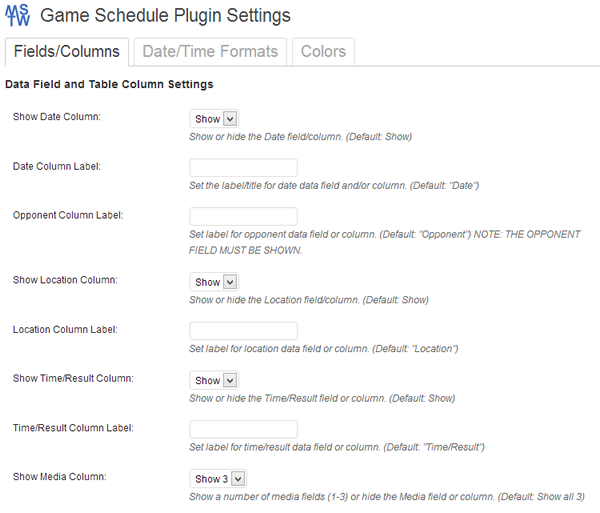 MS
TW
Game Schedule Plugin Settings
Fields/Columns Date/Time Formats Colors
Data Field and Table Column Settings
Show Date Column: Show
Show or hide the Date field/column. (Default: Show)
Date Column Label:
Set the label/title for date data field and/or column. (Default: "Date")
Opponent Column Label:
Set label for opponent data field or column. (Default: "Opponent") NOTE: THE OPPONENT
FIELD MUST BE SHOWN.
Show Location Column: Show
Show or hide the Location field/column. (Default: Show)
Location Column Label:
Set label for location data field or column. (Default: "Location")
Show Time/Result Column: Show
Show or hide the Time/Result field or column. (Default: Show)
Time/Result Column Label:
Set label for time/result data field or column. (Default: "Time/Result")
Show Media Column: Show 3
Show a number of media fields (1-3) or hide the Media field or column. (Default: Show all 3)